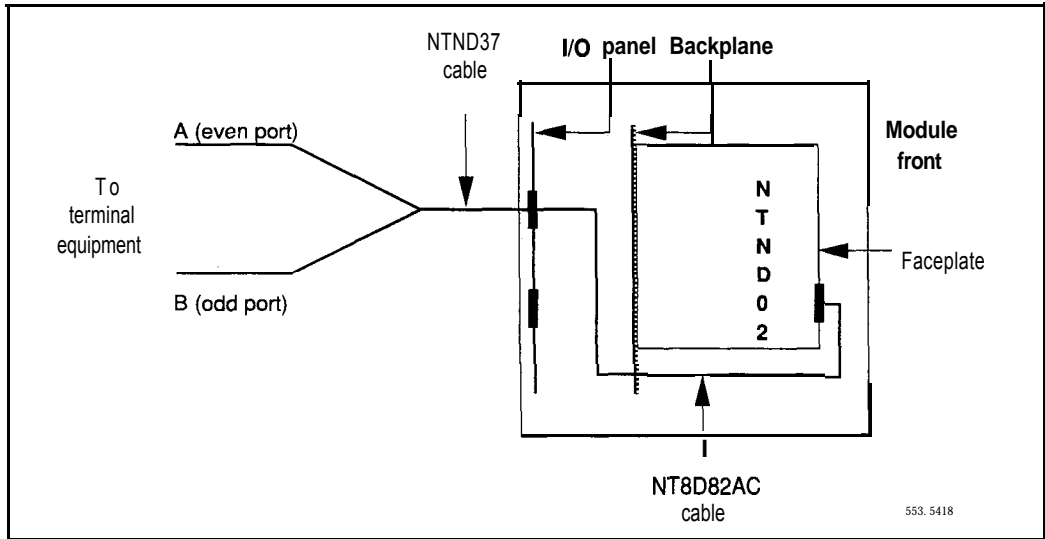 NTND37
cable
I/O panel Backplane
A (even port)
Module
front
To
terminal
equipment
N
T
N
D
0
2
Faceplate
B (odd port)
NT8D82AC
cable
553. 5418